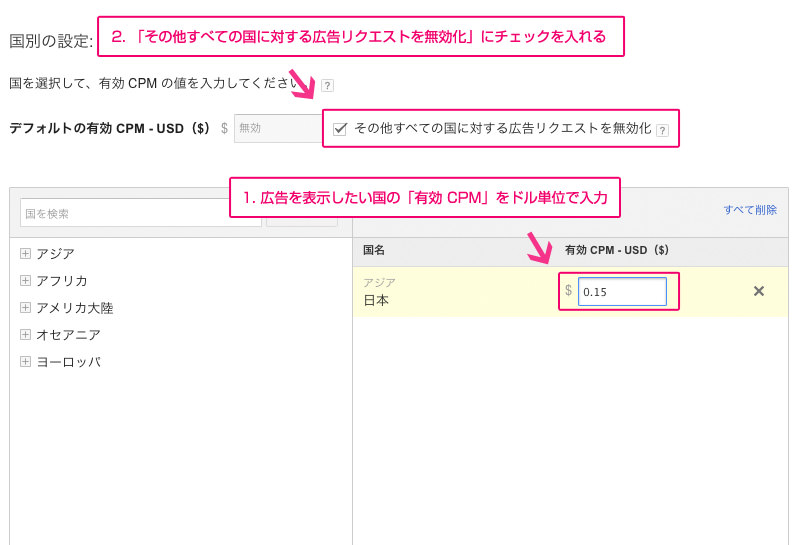 国別の設定:
2. 「その他すべての国に対する広告リクエストを無効化」にチェックを入れる
国を選択して、有効 CPM の値を入力してください ?
デフォルトの有効 CPM - USD（$） $ 無効
その他すべての国に対する広告リクエストを無効化 ?
1. 広告を表示したい国の「有効 CPM」をドル単位で入力
国を検索
すべて削除
国名 有効 CPM - USD（$）
アジア
日本
$ 0.15
アジア
アフリカ
アメリカ大陸
オセアニア
ヨーロッパ